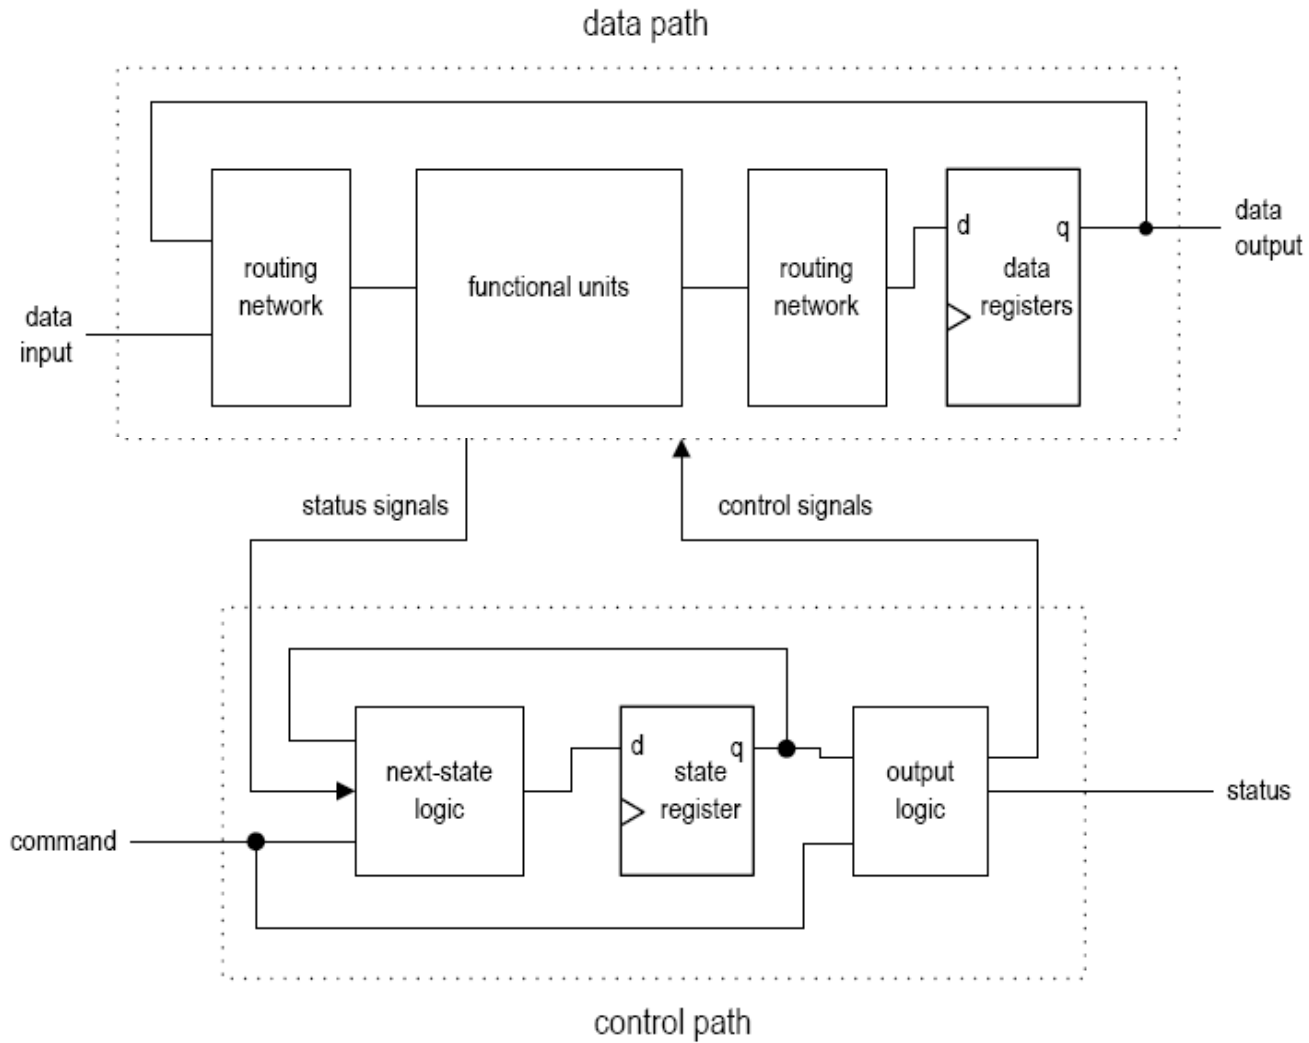 data path
data
input
routing
network
functional units
routing
network
d
q
data
registers
data
output
status signals
control signals
command
next-state
logic
d
q
state
register
output
logic
status
control path